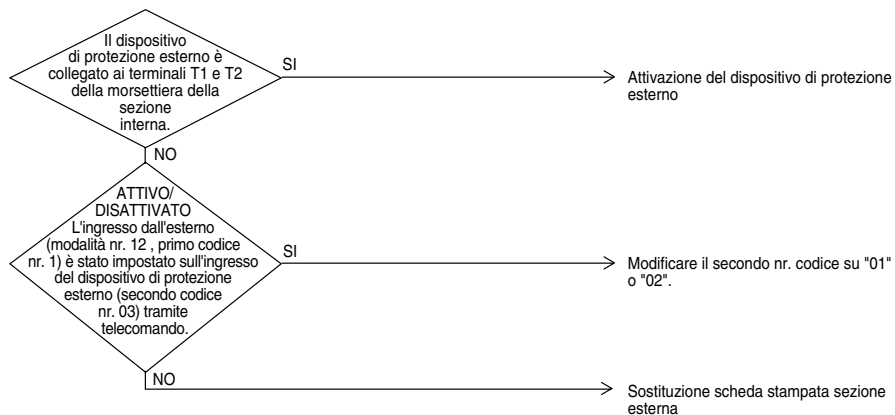 Il dispositivo
di protezione esterno è
collegato ai terminali T1 e T2
della morsettiera della
sezione
interna.
SI
Attivazione del dispositivo di protezione
esterno
NO
ATTIVO/
DISATTIVATO
L'ingresso dall'esterno
(modalità nr. 12 , primo codice
nr. 1) è stato impostato sull'ingresso
del dispositivo di protezione
esterno (secondo codice
nr. 03) tramite
telecomando.
SI
Modificare il secondo nr. codice su "01"
o "02".
NO
Sostituzione scheda stampata sezione
esterna